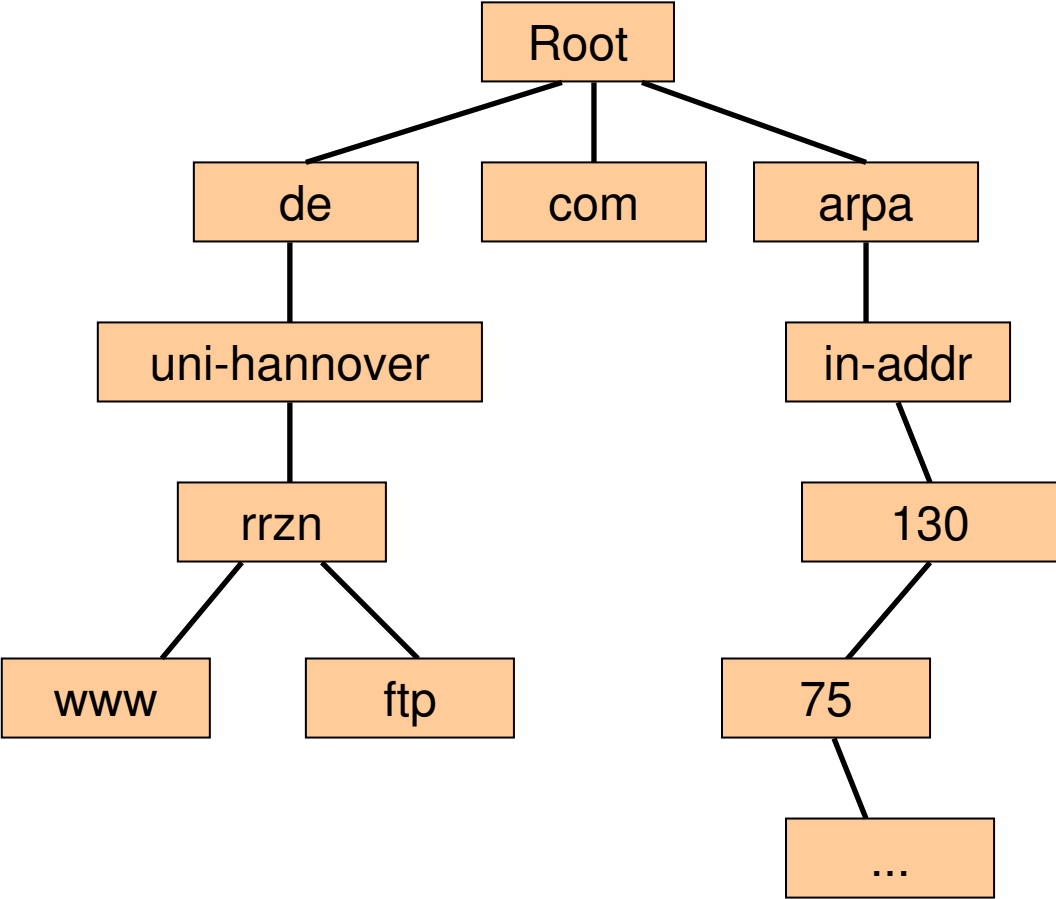 Root
de
com
arpa
uni-hannover
in-addr
rrzn
130
www
ftp
75
...